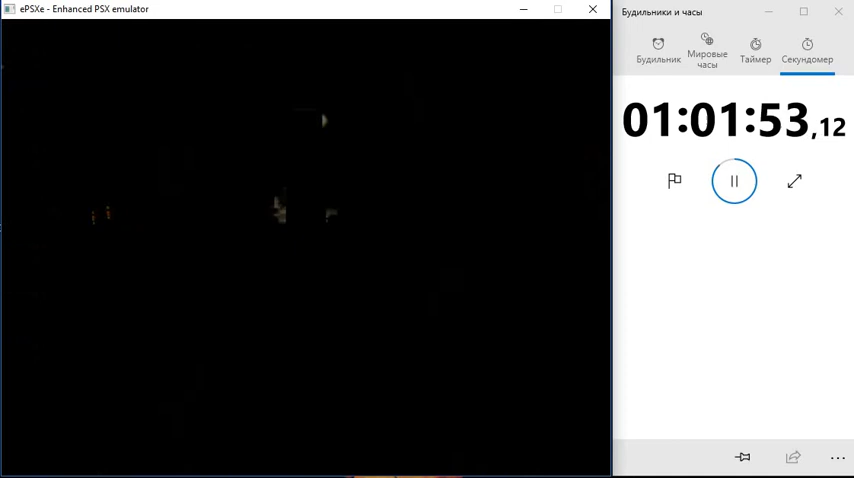 ePSXe - Enhanced PSX emulator
Будильники и часы
Будильник
Мировые
часы
Таймер
Секундомер
01:01:53,12